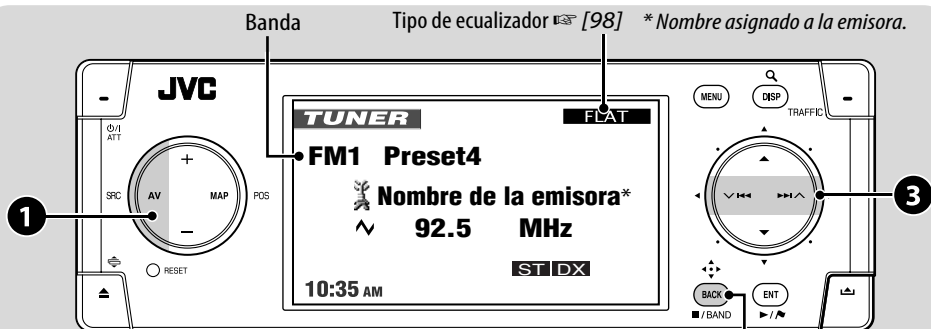 Banda
Tipo de ecualizador ☞ [98]
* Nombre asignado a la emisora.
JVC
MENU
DISP
TRAFFIC
⏻/I
ATT
SRC
AV
MAP
POS
+
–
RESET
TUNER
FLAT
FM1 Preset4
Nombre de la emisora*
92.5 MHz
ST DX
10:35 AM
1
3
BACK
ENT
■/BAND